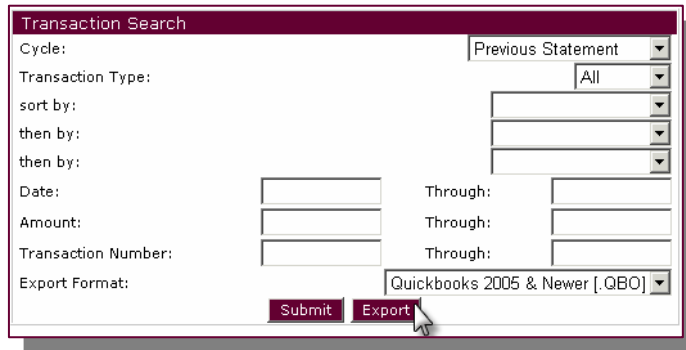 Transaction Search
Cycle: Previous Statement
Transaction Type: All
sort by:
then by:
then by:
Date: Through:
Amount: Through:
Transaction Number: Through:
Export Format: Quickbooks 2005 & Newer [.QBO]
Submit Export